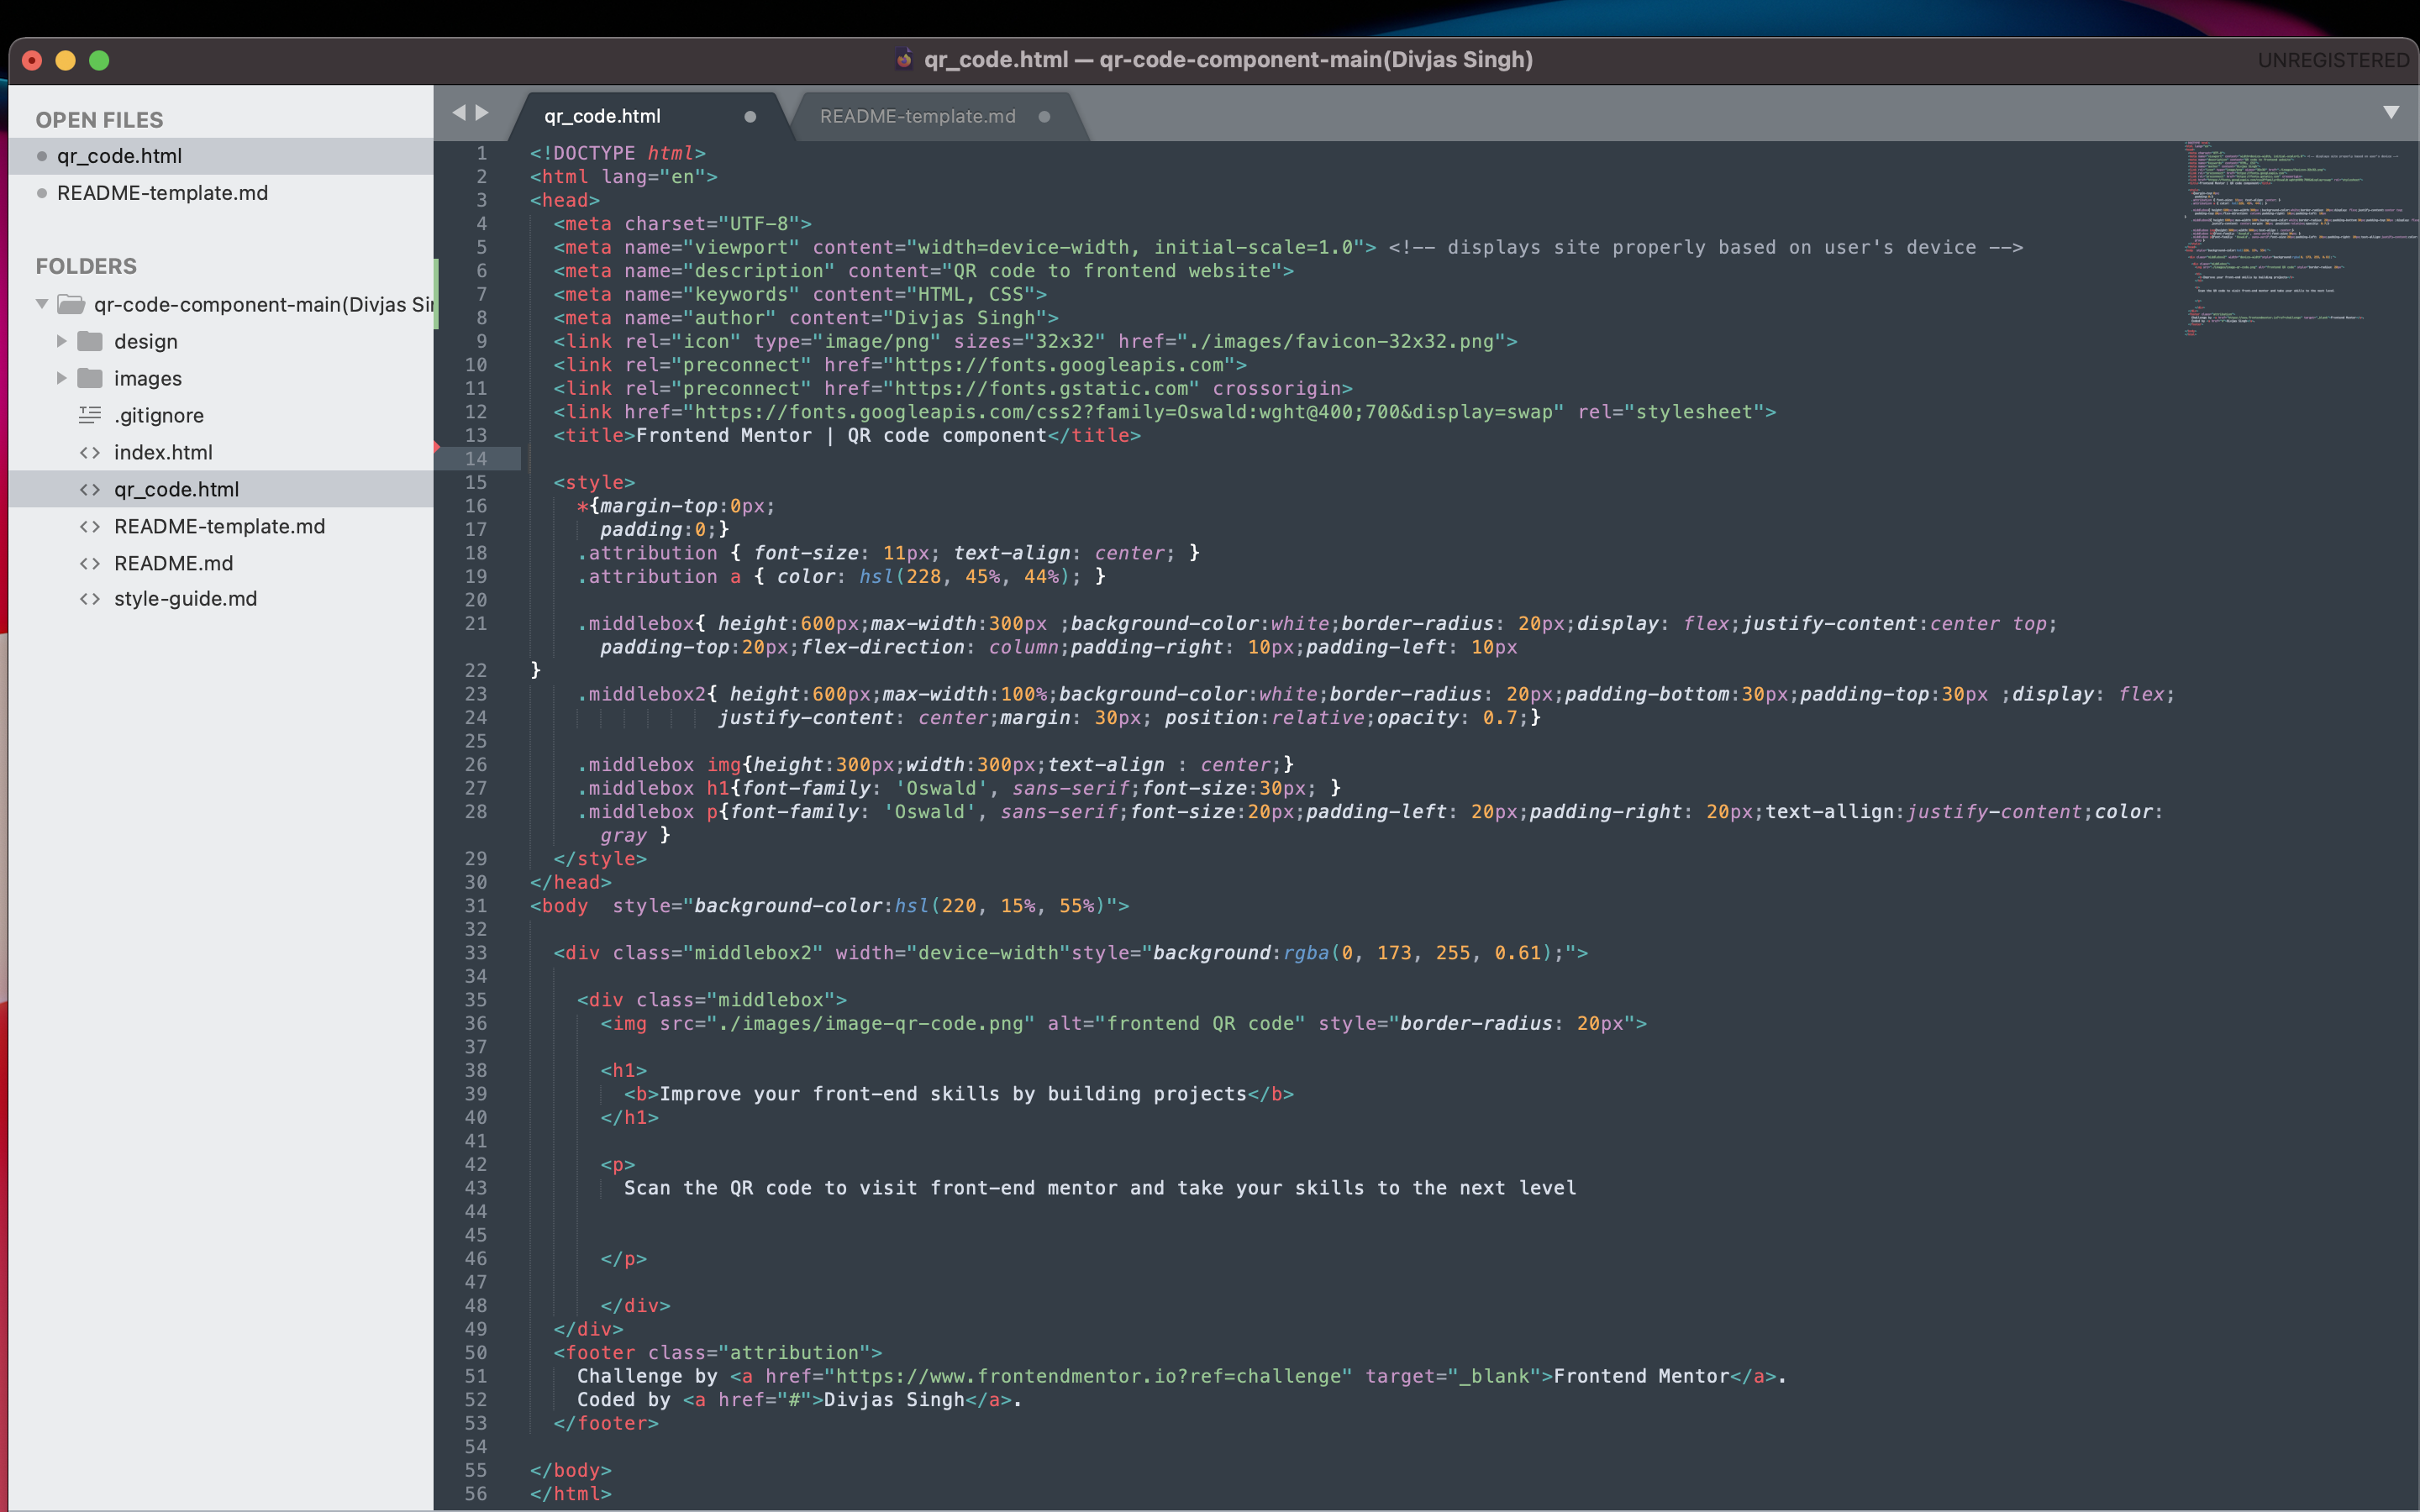 qr_code.html — qr-code-component-main(Divjas Singh)
UNREGISTERED
OPEN FILES
qr_code.html
README-template.md
FOLDERS
qr-code-component-main(Divjas Si
design
images
.gitignore
index.html
qr_code.html
README-template.md
README.md
style-guide.md
qr_code.html
README-template.md
1 <!DOCTYPE html>
2 <html lang="en">
3 <head>
4 <meta charset="UTF-8">
5 <meta name="viewport" content="width=device-width, initial-scale=1.0"> <!-- displays site properly based on user's device -->
6 <meta name="description" content="QR code to frontend website">
7 <meta name="keywords" content="HTML, CSS">
8 <meta name="author" content="Divjas Singh">
9 <link rel="icon" type="image/png" sizes="32x32" href="./images/favicon-32x32.png">
10 <link rel="preconnect" href="https://fonts.googleapis.com">
11 <link rel="preconnect" href="https://fonts.gstatic.com" crossorigin>
12 <link href="https://fonts.googleapis.com/css2?family=Oswald:wght@400;700&display=swap" rel="stylesheet">
13 <title>Frontend Mentor | QR code component</title>
14
15 <style>
16 *{margin-top:0px;
17 padding:0;}
18 .attribution { font-size: 11px; text-align: center; }
19 .attribution a { color: hsl(228, 45%, 44%); }
20
21 .middlebox{ height:600px;max-width:300px ;background-color:white;border-radius: 20px;display: flex;justify-content:center top;
padding-top:20px;flex-direction: column;padding-right: 10px;padding-left: 10px
22 }
23 .middlebox2{ height:600px;max-width:100%;background-color:white;border-radius: 20px;padding-bottom:30px;padding-top:30px ;display: flex;
24 justify-content: center;margin: 30px; position:relative;opacity: 0.7;}
25
26 .middlebox img{height:300px;width:300px;text-align : center;}
27 .middlebox h1{font-family: 'Oswald', sans-serif;font-size:30px; }
28 .middlebox p{font-family: 'Oswald', sans-serif;font-size:20px;padding-left: 20px;padding-right: 20px;text-allign:justify-content;color:
gray }
29 </style>
30 </head>
31 <body  style="background-color:hsl(220, 15%, 55%)">
32
33 <div class="middlebox2" width="device-width"style="background:rgba(0, 173, 255, 0.61);">
34
35 <div class="middlebox">
36 <img src="./images/image-qr-code.png" alt="frontend QR code" style="border-radius: 20px">
37
38 <h1>
39 <b>Improve your front-end skills by building projects</b>
40 </h1>
41
42 <p>
43 Scan the QR code to visit front-end mentor and take your skills to the next level
44
45
46 </p>
47
48 </div>
49 </div>
50 <footer class="attribution">
51 Challenge by <a href="https://www.frontendmentor.io?ref=challenge" target="_blank">Frontend Mentor</a>.
52 Coded by <a href="#">Divjas Singh</a>.
53 </footer>
54
55 </body>
56 </html>